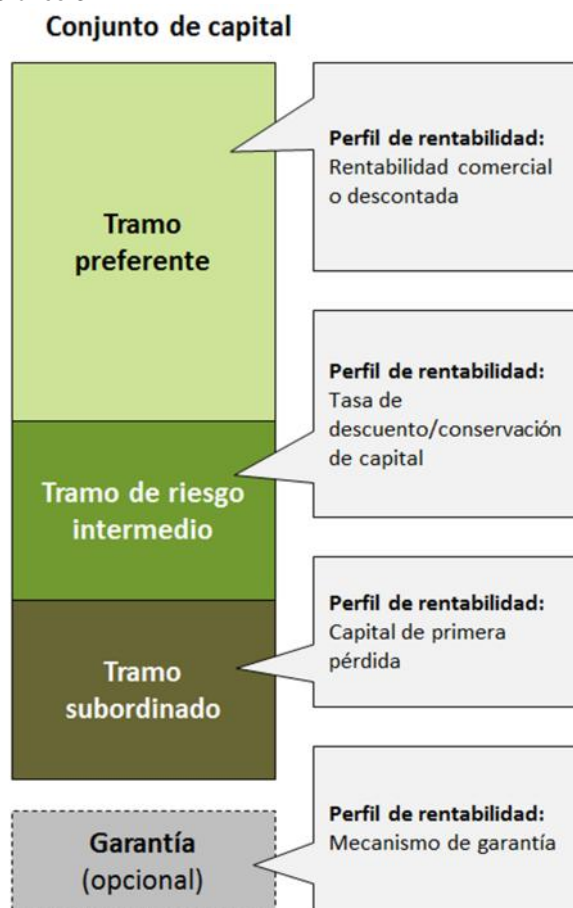 Conjunto de capital
Tramo
preferente
Perfil de rentabilidad:
Rentabilidad comercial
o descontada
Tramo de riesgo
intermedio
Perfil de rentabilidad:
Tasa de
descuento/conservación
de capital
Tramo
subordinado
Perfil de rentabilidad:
Capital de primera
pérdida
Garantía
(opcional)
Perfil de rentabilidad:
Mecanismo de garantía